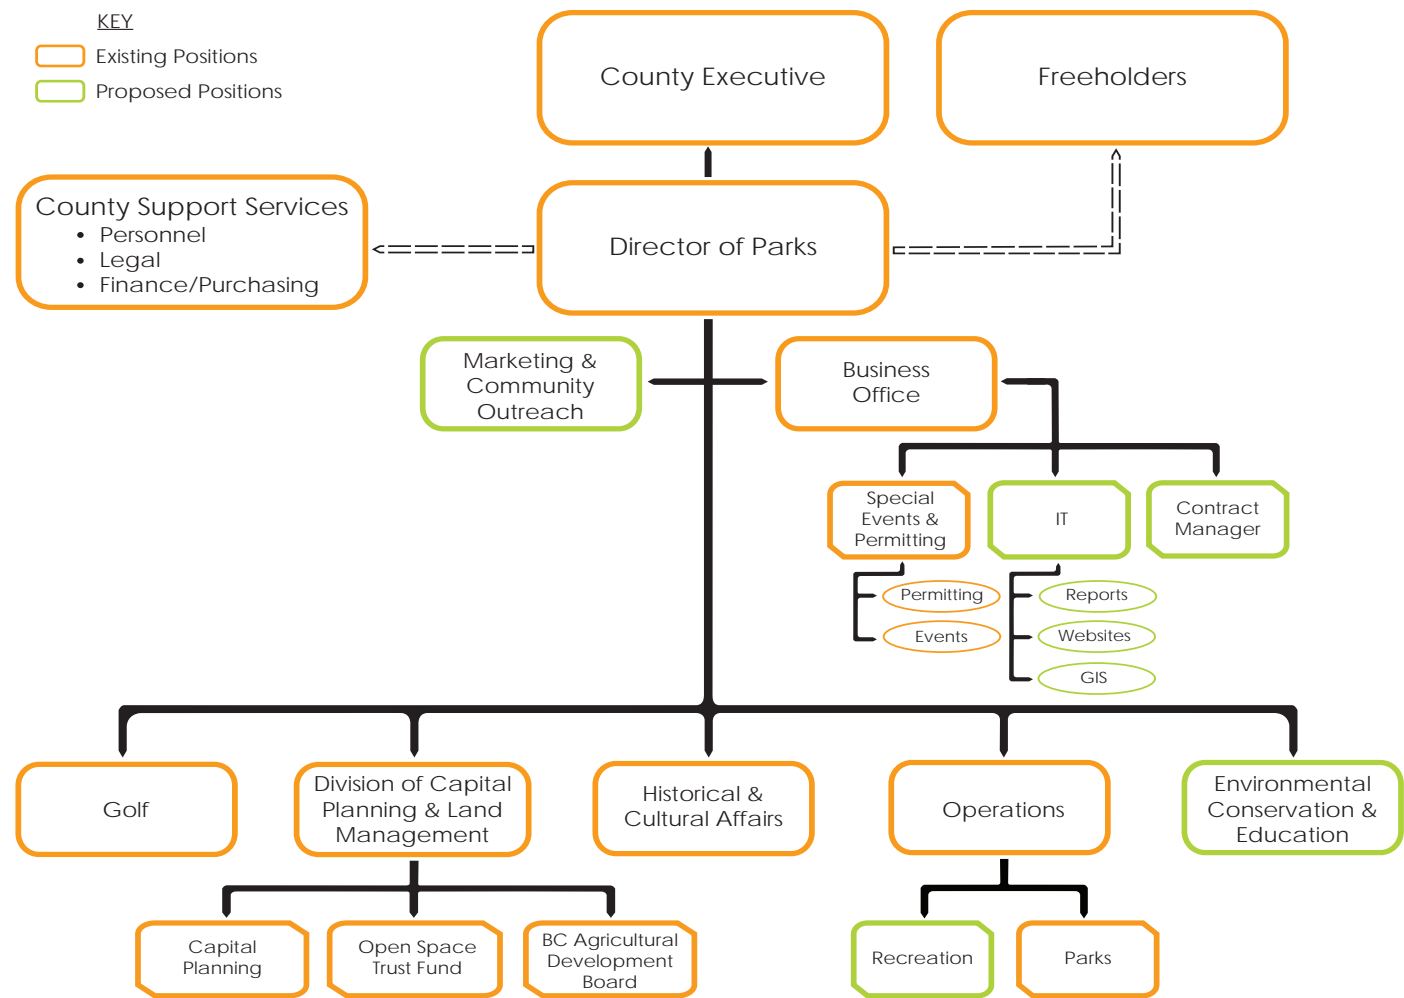 KEY
Existing Positions
Proposed Positions
County Executive
Freeholders
County Support Services
• Personnel
• Legal
• Finance/Purchasing
Director of Parks
Marketing &
Community
Outreach
Business
Office
Special
Events &
Permitting
IT
Contract
Manager
Permitting
Events
Reports
Websites
GIS
Golf
Division of Capital
Planning & Land
Management
Historical &
Cultural Affairs
Operations
Environmental
Conservation &
Education
Capital
Planning
Open Space
Trust Fund
BC Agricultural
Development
Board
Recreation
Parks